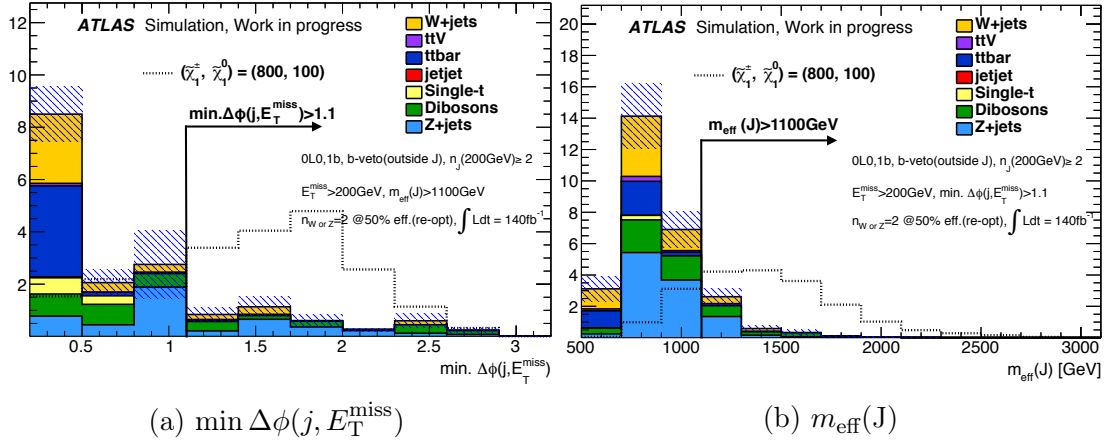 ATLAS Simulation, Work in progress
W+jets
ttV
ttbar
jetjet
Single-t
Dibosons
Z+jets
(χ̃₁±, χ̃₁⁰) = (800, 100)
min.Δϕ(j,E_T^miss)>1.1
0L0,1b, b-veto(outside J), n_J(200GeV)≥ 2
E_T^miss>200GeV, m_eff(J)>1100GeV
n_W or Z=2 @50% eff.(re-opt), ∫ Ldt = 140fb⁻¹
12
10
8
6
4
2
0.5 1 1.5 2 2.5 3
min. Δϕ(j,E_T^miss)
(a) min Δϕ(j, E_T^miss)
ATLAS Simulation, Work in progress
W+jets
ttV
ttbar
jetjet
Single-t
Dibosons
Z+jets
(χ̃₁±, χ̃₁⁰) = (800, 100)
m_eff(J)>1100GeV
0L0,1b, b-veto(outside J), n_J(200GeV)≥ 2
E_T^miss>200GeV, min. Δϕ(j,E_T^miss)>1.1
n_W or Z=2 @50% eff.(re-opt), ∫ Ldt = 140fb⁻¹
20
18
16
14
12
10
8
6
4
2
500 1000 1500 2000 2500 3000
m_eff(J) [GeV]
(b) m_eff(J)